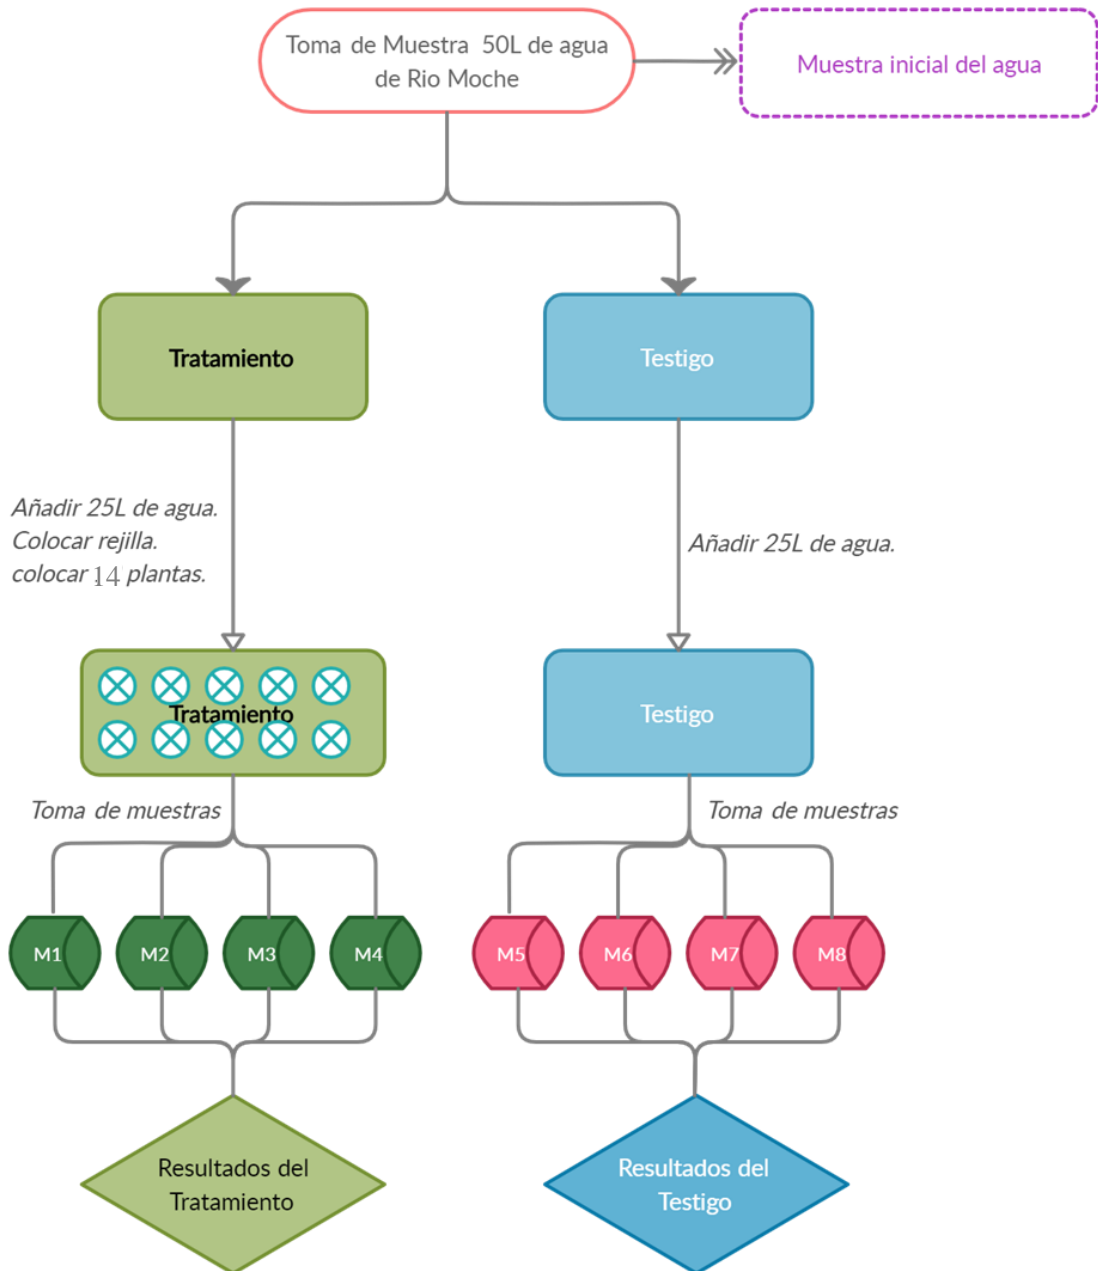 Toma de Muestra 50L de agua
de Rio Moche
Muestra inicial del agua
Tratamiento
Testigo
Añadir 25L de agua.
Colocar rejilla.
colocar 14 plantas.
Añadir 25L de agua.
Tratamiento
Testigo
Toma de muestras
Toma de muestras
M1
M2
M3
M4
M5
M6
M7
M8
Resultados del
Tratamiento
Resultados del
Testigo